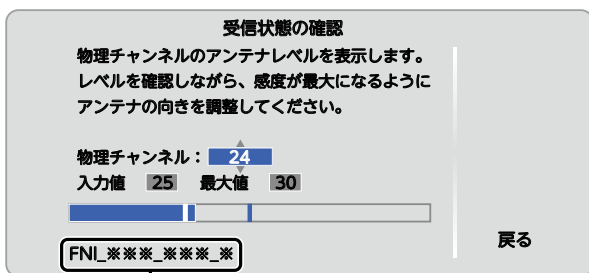 受信状態の確認
物理チャンネルのアンテナレベルを表示します。
レベルを確認しながら、感度が最大になるように
アンテナの向きを調整してください。
物理チャンネル： 24
入力値 25 最大値 30
FNI_※※※_※※※_※
戻る